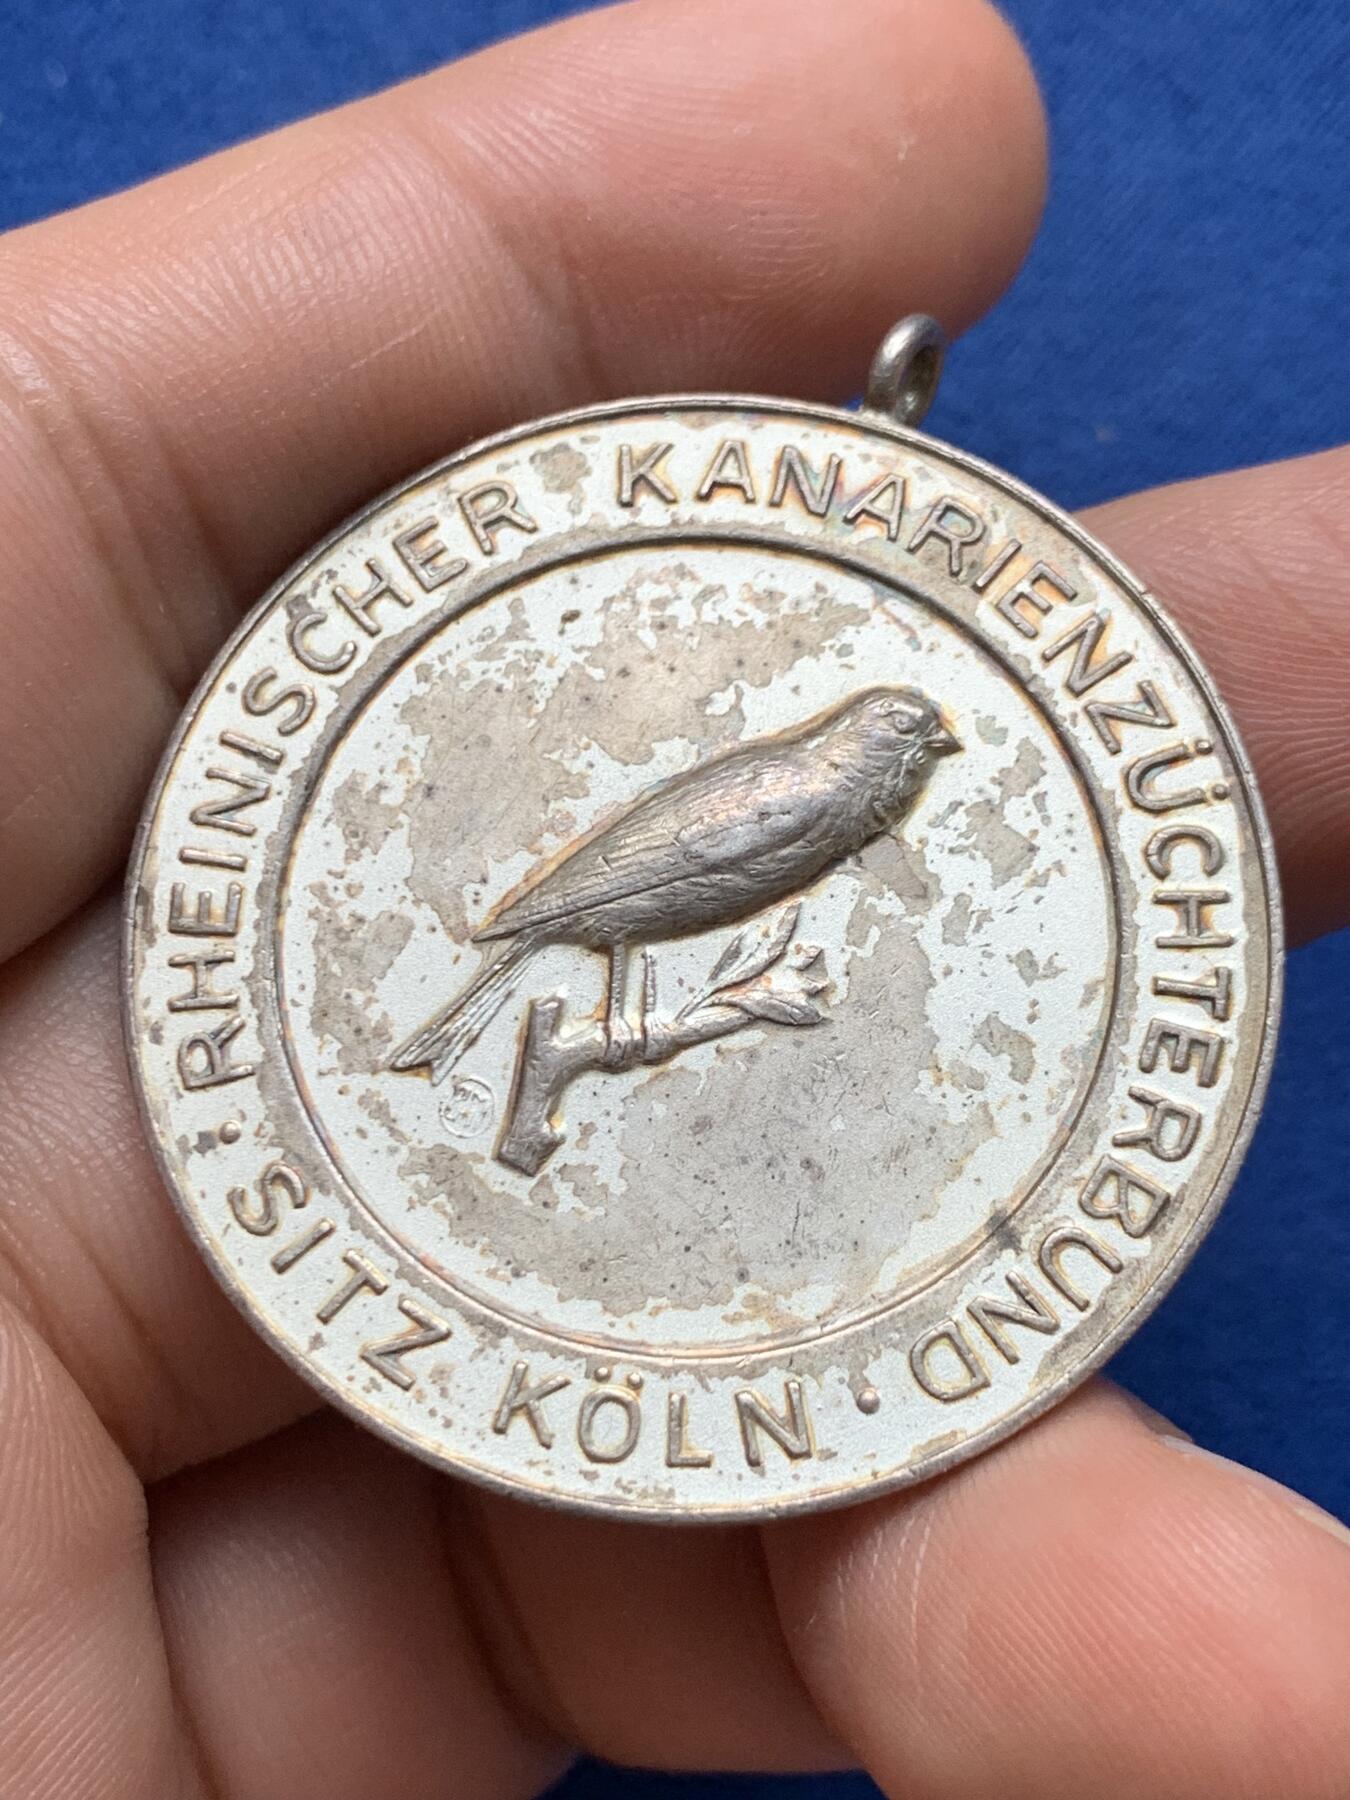 RHEINISCHER KANARIENZÜCHTERBUND
· SITZ KÖLN ·